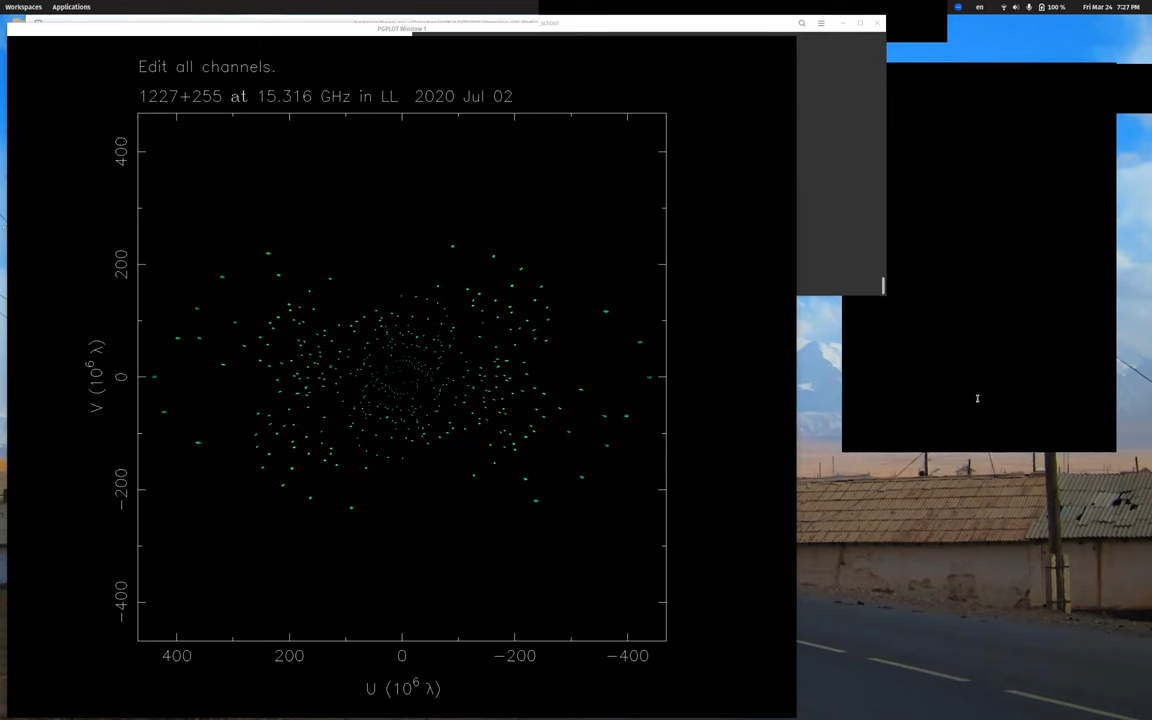 Workspaces Applications
en 100 % Fri Mar 24 7:27 PM
PGPLOT Window 1
Edit all channels.
1227+255 at 15.316 GHz in LL 2020 Jul 02
400
200
0
−200
−400
V (10⁶ λ)
400 200 0 −200 −400
U (10⁶ λ)